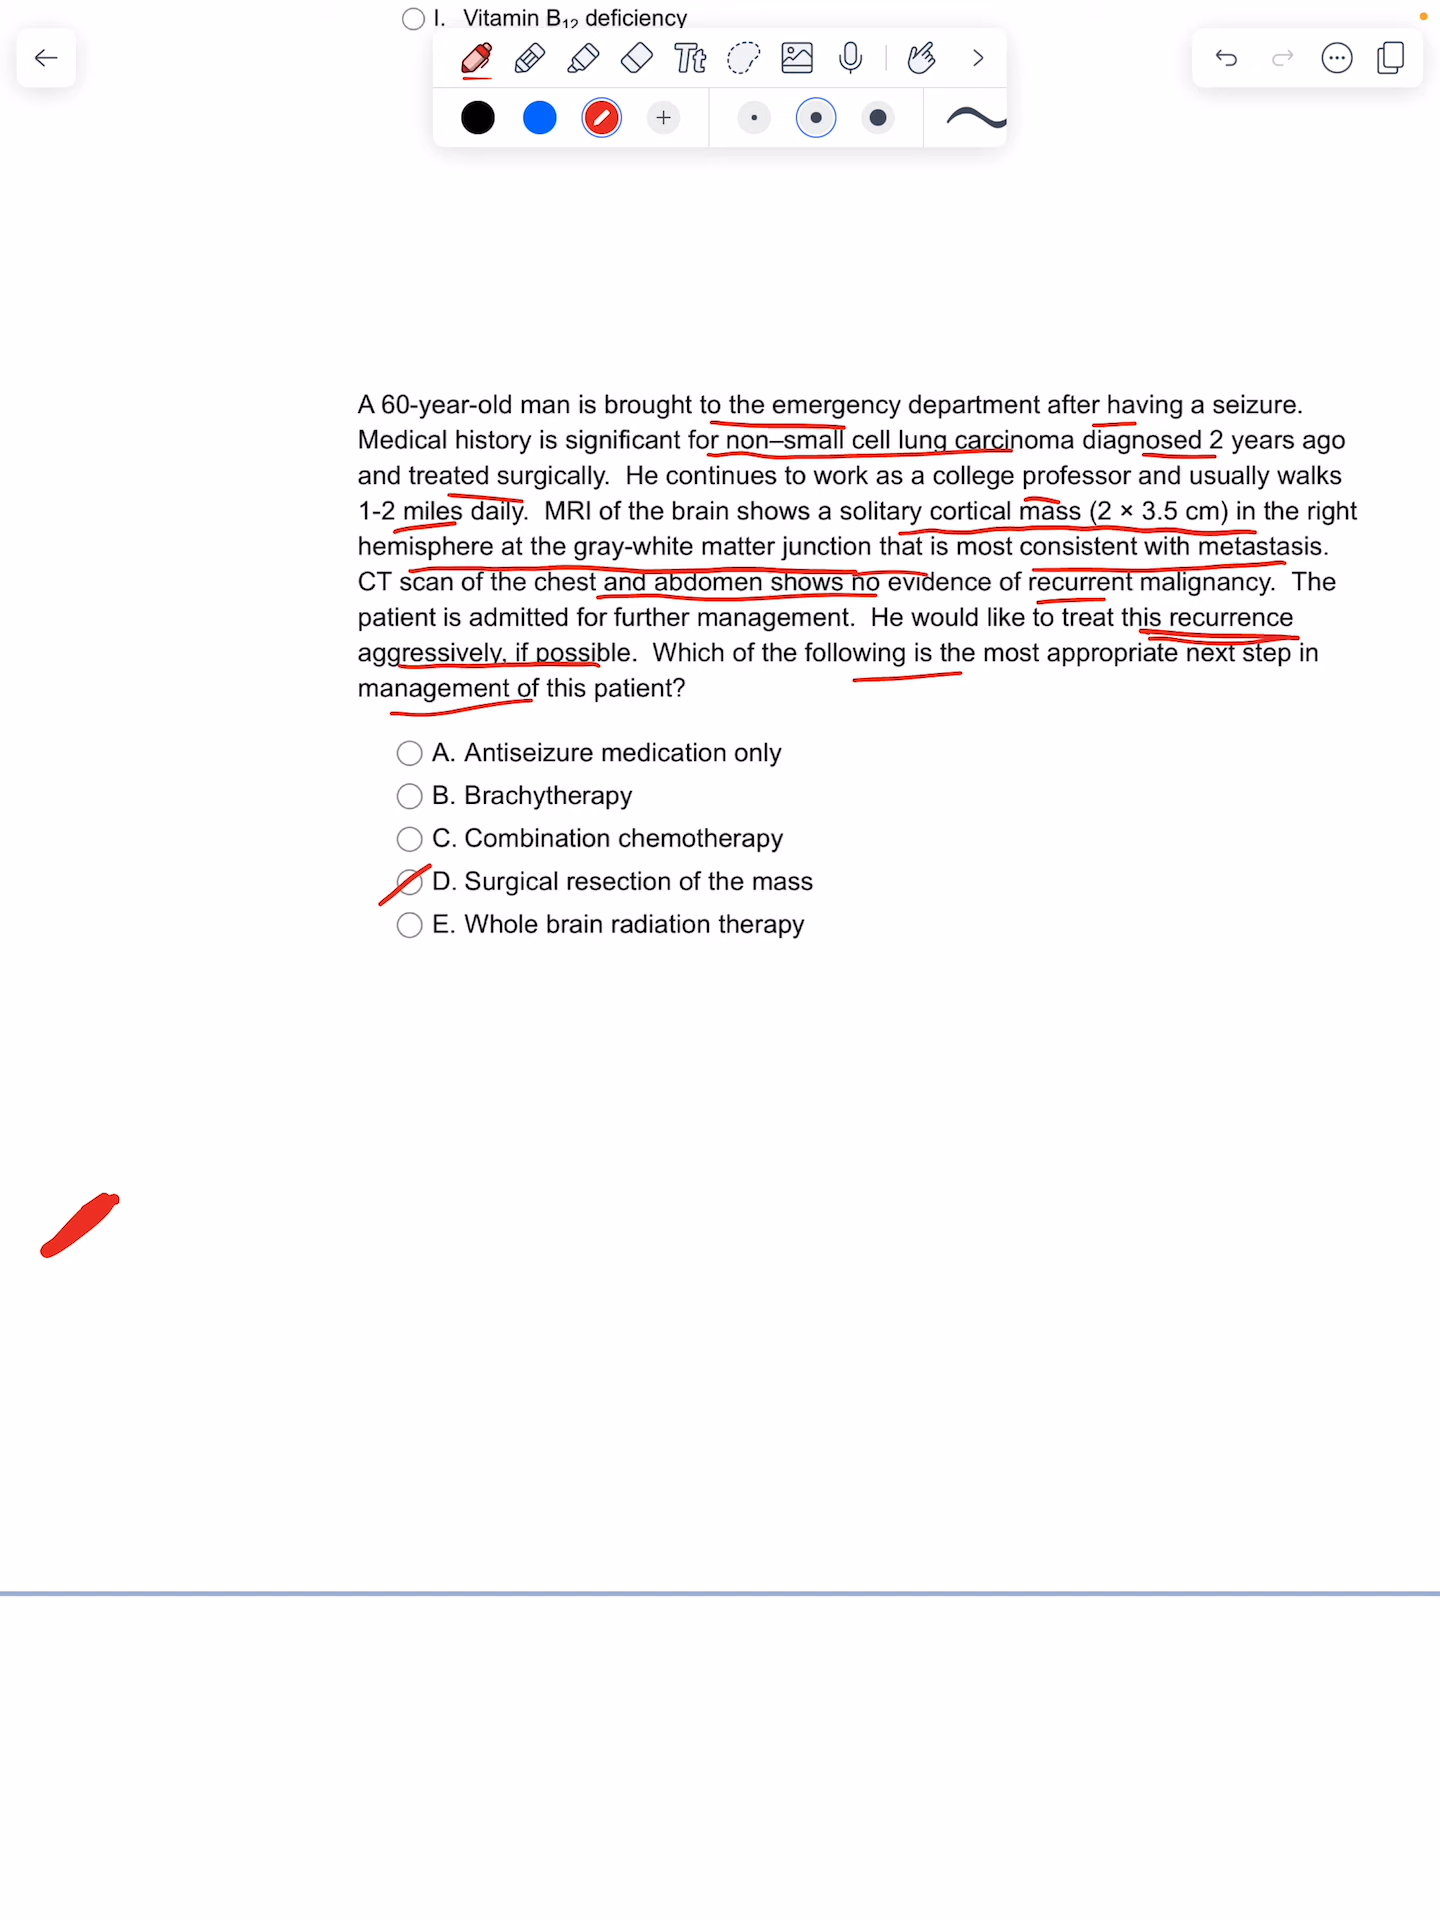 I. Vitamin B₁₂ deficiency
Tt
A 60-year-old man is brought to the emergency department after having a seizure.
Medical history is significant for non–small cell lung carcinoma diagnosed 2 years ago
and treated surgically. He continues to work as a college professor and usually walks
1-2 miles daily. MRI of the brain shows a solitary cortical mass (2 × 3.5 cm) in the right
hemisphere at the gray-white matter junction that is most consistent with metastasis.
CT scan of the chest and abdomen shows no evidence of recurrent malignancy. The
patient is admitted for further management. He would like to treat this recurrence
aggressively, if possible. Which of the following is the most appropriate next step in
management of this patient?
A. Antiseizure medication only
B. Brachytherapy
C. Combination chemotherapy
D. Surgical resection of the mass
E. Whole brain radiation therapy